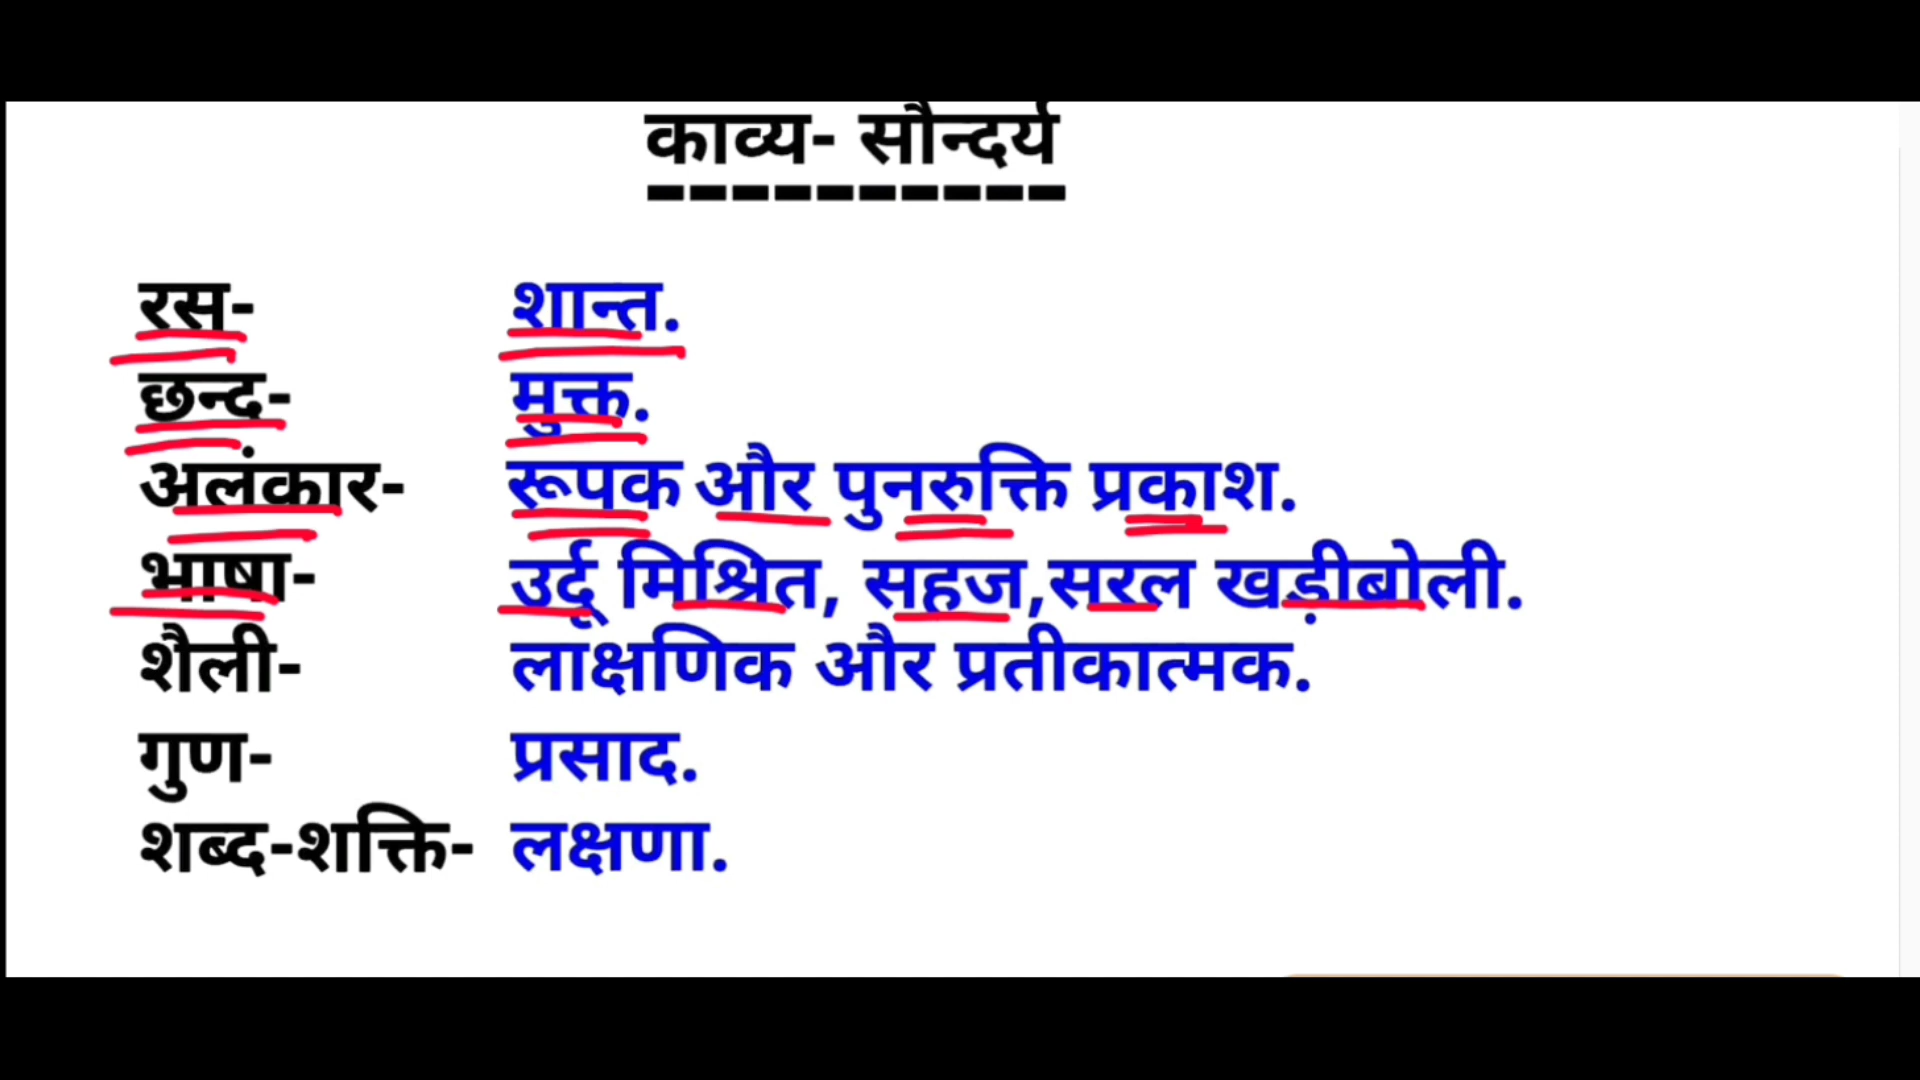 काव्य- सौन्दर्य
----------
रस- शान्त.
छन्द- मुक्त.
अलंकार- रूपक और पुनरुक्ति प्रकाश.
भाषा- उर्दू मिश्रित, सहज,सरल खड़ीबोली.
शैली- लाक्षणिक और प्रतीकात्मक.
गुण- प्रसाद.
शब्द-शक्ति- लक्षणा.